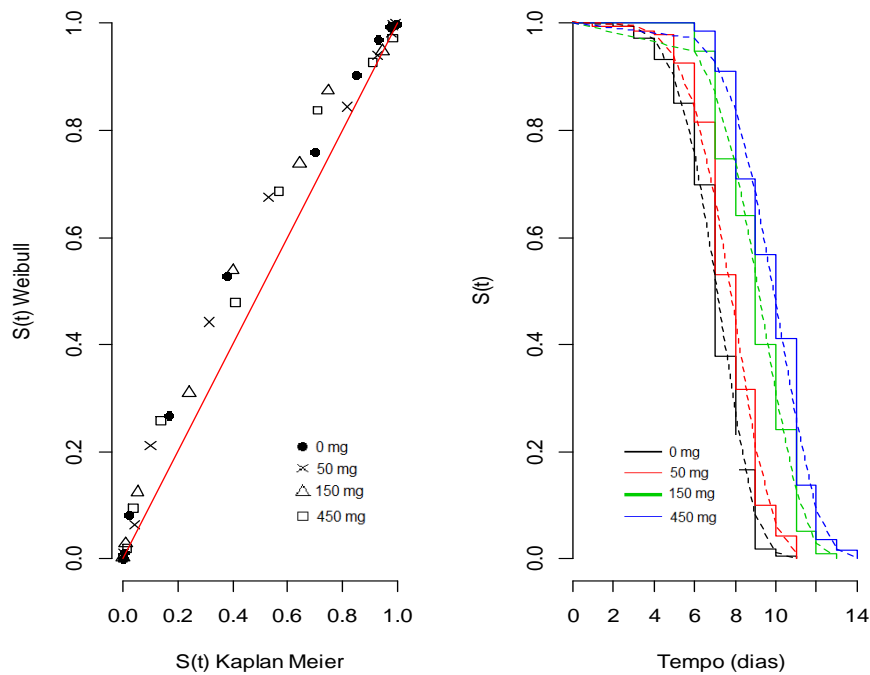 S(t) Weibull
1.0
0.8
0.6
0.4
0.2
0.0
0 mg
50 mg
150 mg
450 mg
0.0 0.2 0.4 0.6 0.8 1.0
S(t) Kaplan Meier
S(t)
1.0
0.8
0.6
0.4
0.2
0.0
0 mg
50 mg
150 mg
450 mg
0 2 4 6 8 10 14
Tempo (dias)